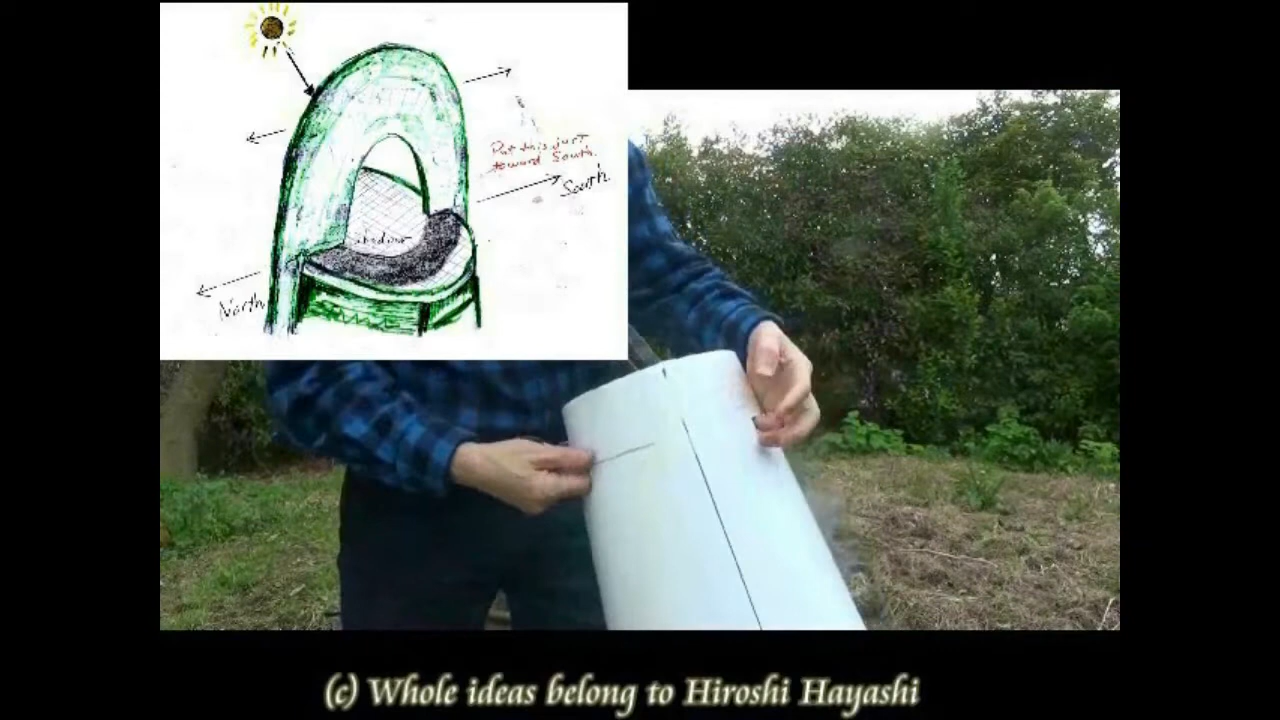 Put this just
toward South.
South
shadow
North
(c) Whole ideas belong to Hiroshi Hayashi